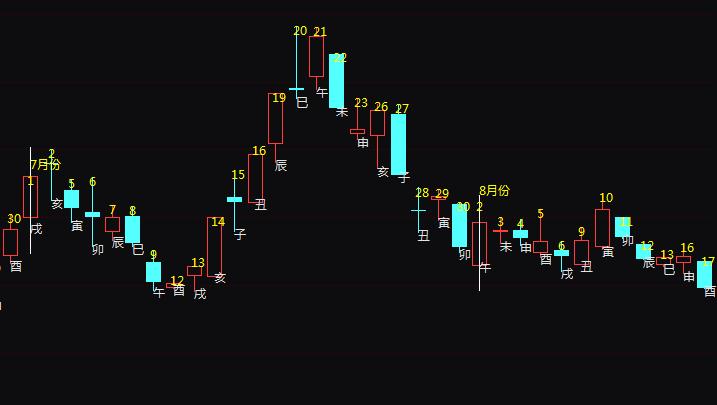 30
酉
7月份
1
戌
2
亥
5
寅
6
卯
7
辰
8
巳
9
午
12
酉
13
戌
14
亥
15
子
16
丑
19
辰
20
巳
21
午
22
未
23
申
26
亥
27
子
28
丑
29
寅
30
卯
8月份
2
午
3
未
4
申
5
酉
6
戌
9
丑
10
寅
11
卯
12
辰
13
巳
16
申
17
酉